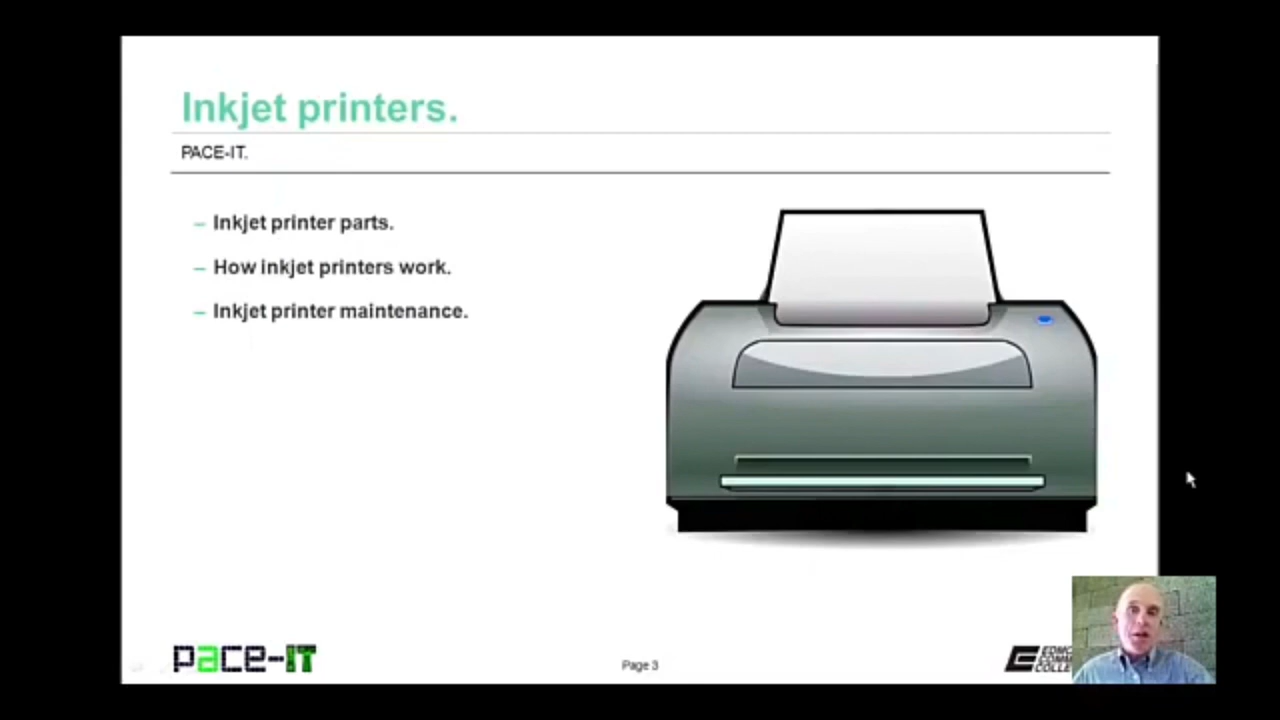 Inkjet printers.
PACE-IT.
– Inkjet printer parts.
– How inkjet printers work.
– Inkjet printer maintenance.
pace-IT
Page 3